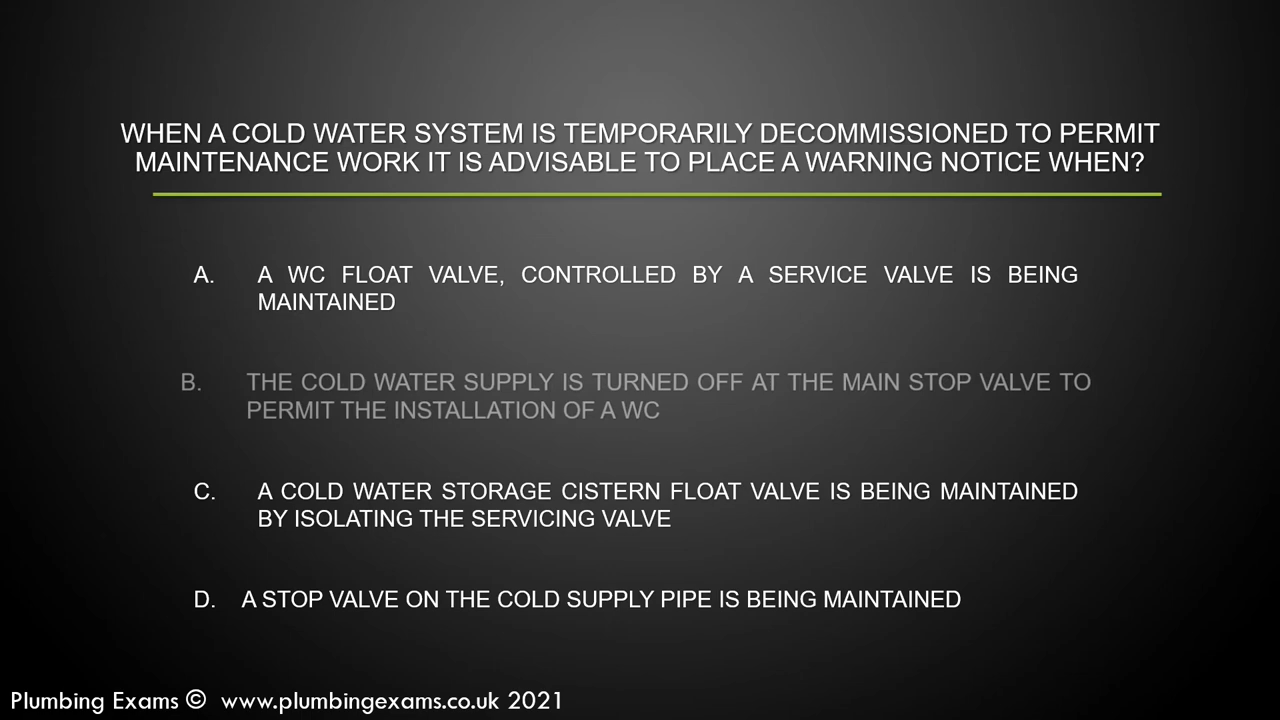 WHEN A COLD WATER SYSTEM IS TEMPORARILY DECOMMISSIONED TO PERMIT
MAINTENANCE WORK IT IS ADVISABLE TO PLACE A WARNING NOTICE WHEN?
A. A WC FLOAT VALVE, CONTROLLED BY A SERVICE VALVE IS BEING
MAINTAINED
B. THE COLD WATER SUPPLY IS TURNED OFF AT THE MAIN STOP VALVE TO
PERMIT THE INSTALLATION OF A WC
C. A COLD WATER STORAGE CISTERN FLOAT VALVE IS BEING MAINTAINED
BY ISOLATING THE SERVICING VALVE
D. A STOP VALVE ON THE COLD SUPPLY PIPE IS BEING MAINTAINED
Plumbing Exams © www.plumbingexams.co.uk 2021